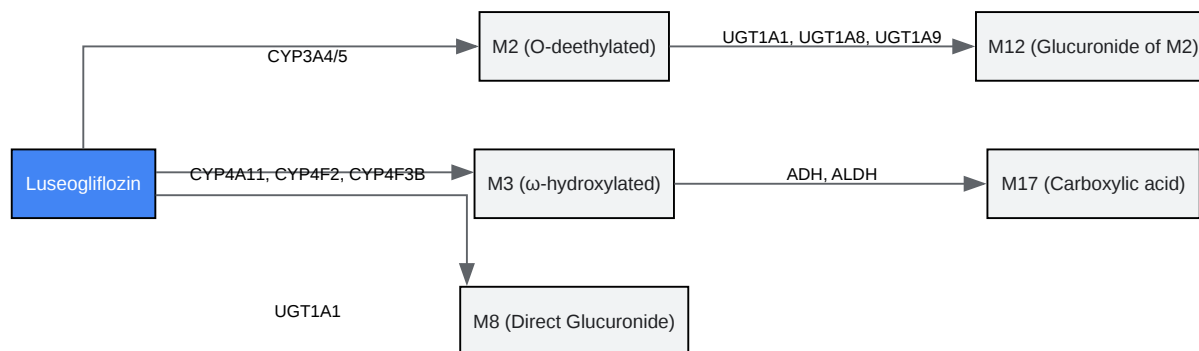 CYP3A4/5
M2 (O-deethylated)
UGT1A1, UGT1A8, UGT1A9
M12 (Glucuronide of M2)
Luseogliflozin
CYP4A11, CYP4F2, CYP4F3B
M3 (ω-hydroxylated)
ADH, ALDH
M17 (Carboxylic acid)
UGT1A1
M8 (Direct Glucuronide)